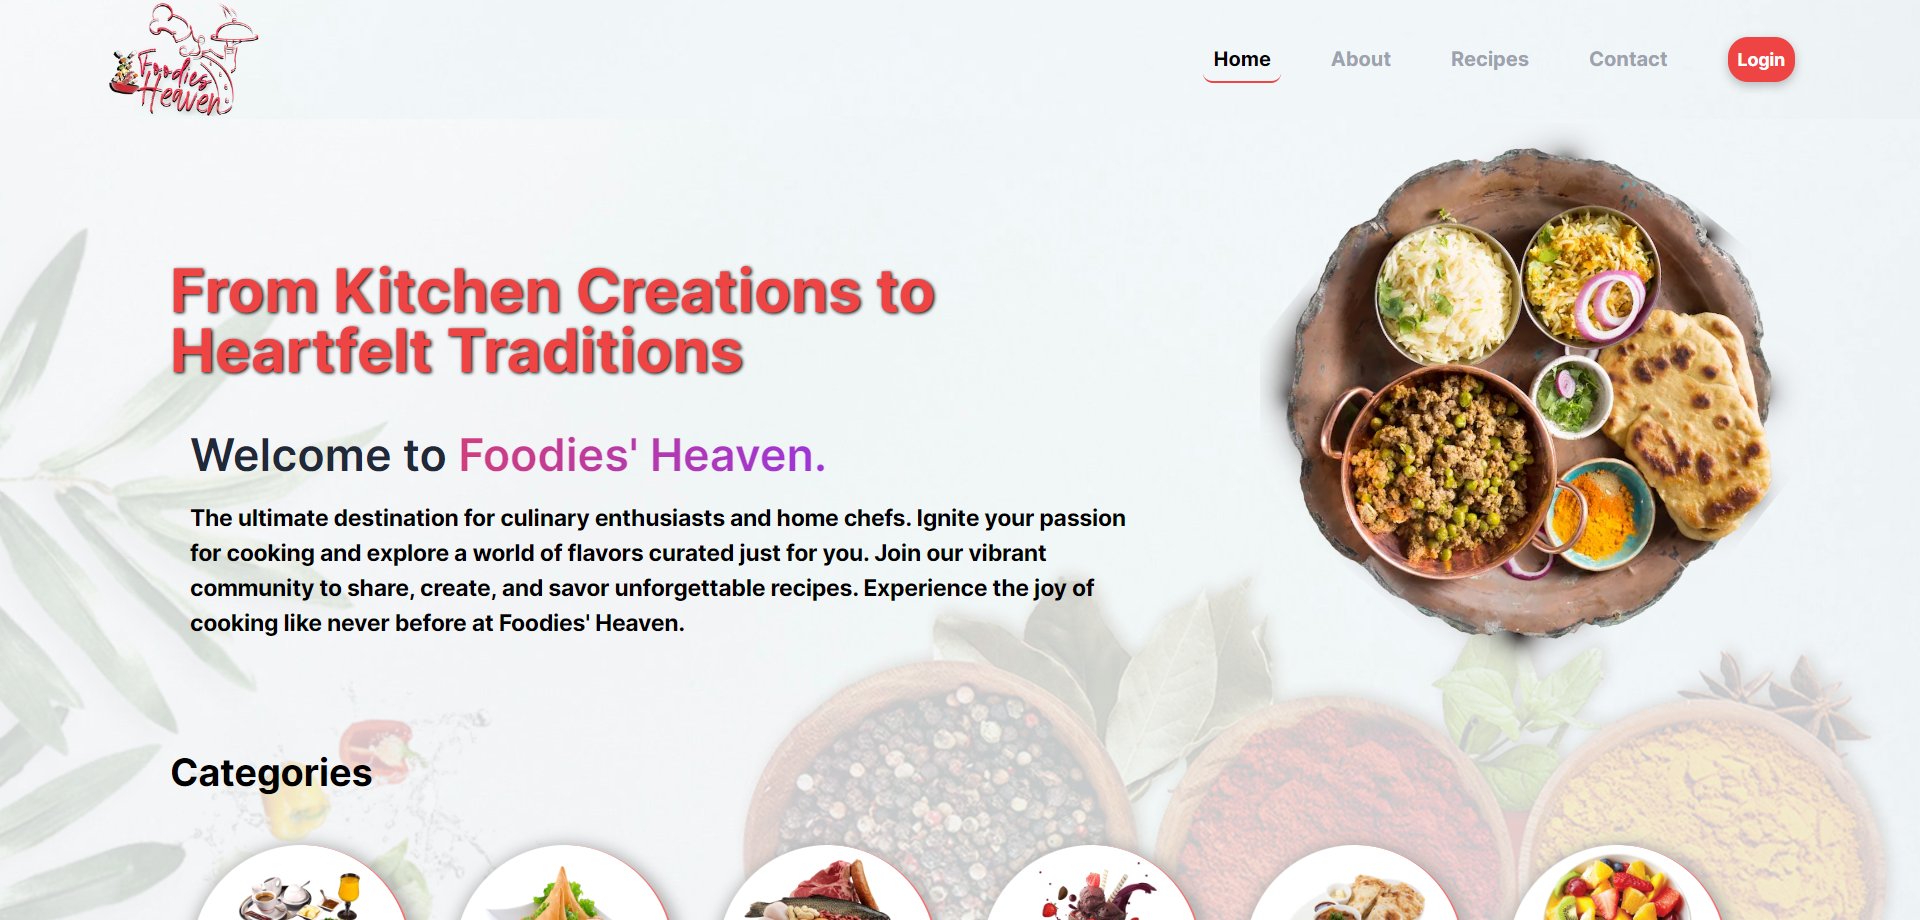 Foodies
Heaven
Home
About
Recipes
Contact
Login
From Kitchen Creations to
Heartfelt Traditions
Welcome to Foodies' Heaven.
The ultimate destination for culinary enthusiasts and home chefs. Ignite your passion
for cooking and explore a world of flavors curated just for you. Join our vibrant
community to share, create, and savor unforgettable recipes. Experience the joy of
cooking like never before at Foodies' Heaven.
Categories